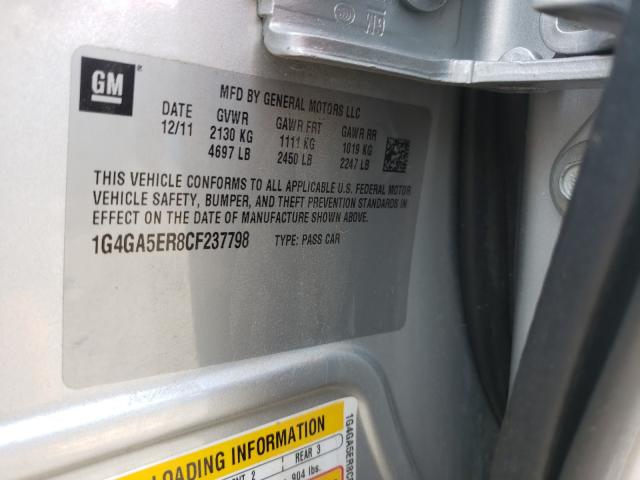 GM
MFD BY GENERAL MOTORS LLC
DATE GVWR GAWR FRT GAWR RR
12/11 2130 KG 1111 KG 1019 KG
4697 LB 2450 LB 2247 LB
THIS VEHICLE CONFORMS TO ALL APPLICABLE U.S. FEDERAL MOTOR
VEHICLE SAFETY, BUMPER, AND THEFT PREVENTION STANDARDS IN
EFFECT ON THE DATE OF MANUFACTURE SHOWN ABOVE.
1G4GA5ER8CF237798 TYPE: PASS CAR
LOADING INFORMATION
2 REAR 3
904 lbs.
1G4GA5ER8C